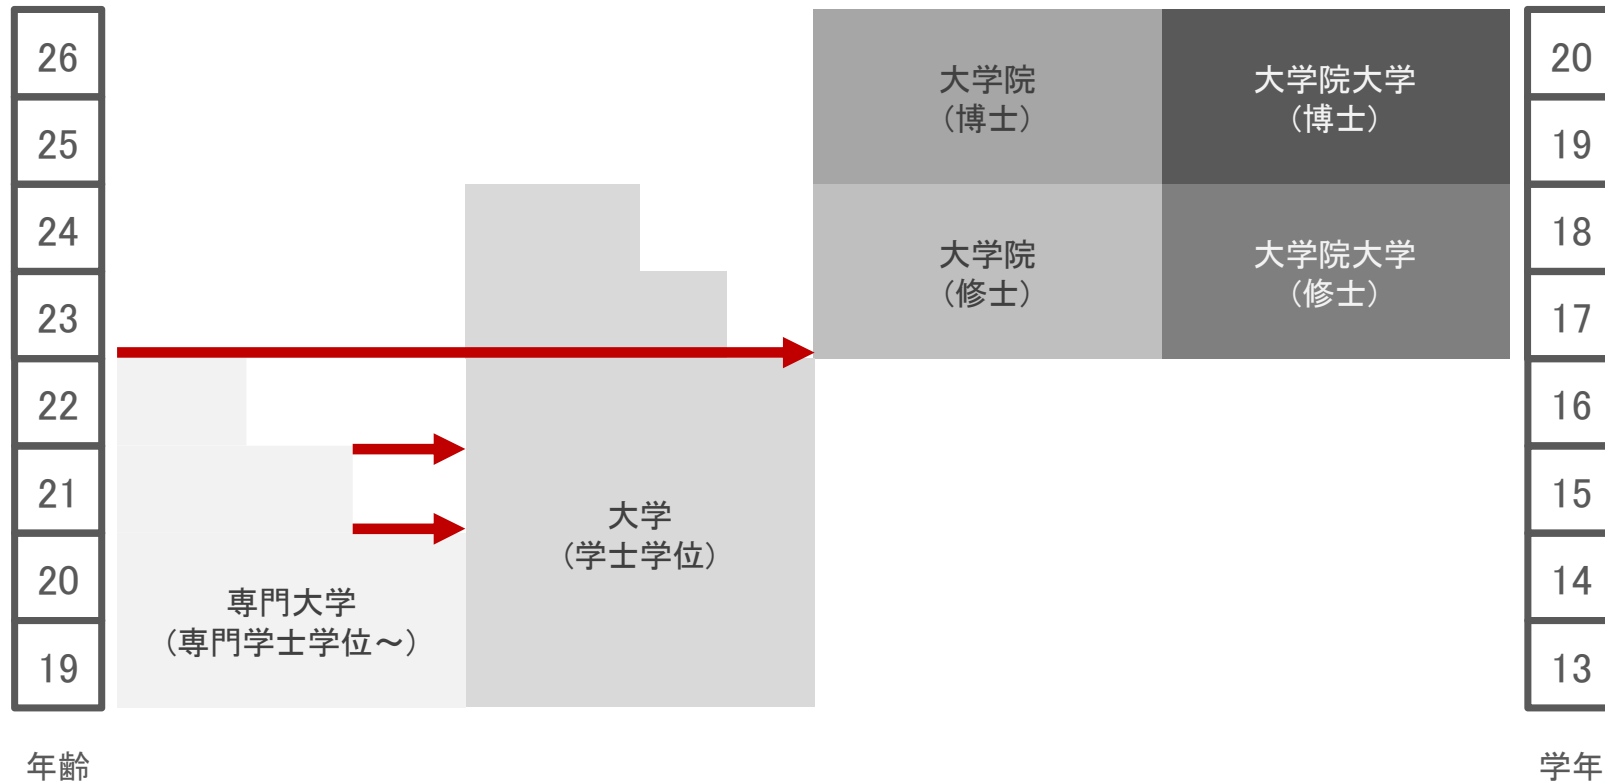 26
25
24
23
22
21
20
19
年齢
専門大学
（専門学士学位～）
大学
（学士学位）
大学院
（博士）
大学院大学
（博士）
大学院
（修士）
大学院大学
（修士）
20
19
18
17
16
15
14
13
学年